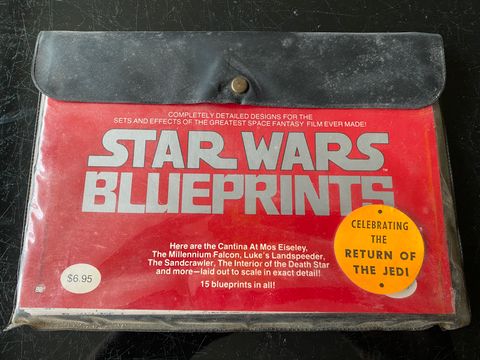 COMPLETELY DETAILED DESIGNS FOR THE
SETS AND EFFECTS OF THE GREATEST SPACE FANTASY FILM EVER MADE!
STAR WARS
BLUEPRINTS
TM
Here are the Cantina At Mos Eiseley,
The Millennium Falcon, Luke's Landspeeder,
The Sandcrawler, The Interior of the Death Star
and more—laid out to scale in exact detail!
15 blueprints in all!
$6.95
CELEBRATING
THE
RETURN OF
THE JEDI